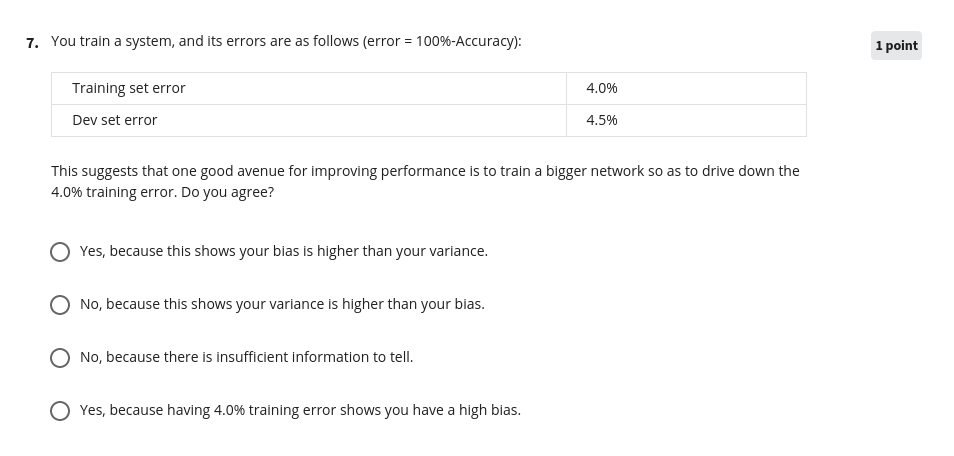 7. You train a system, and its errors are as follows (error = 100%-Accuracy):
1 point
Training set error 4.0%
Dev set error 4.5%
This suggests that one good avenue for improving performance is to train a bigger network so as to drive down the
4.0% training error. Do you agree?
Yes, because this shows your bias is higher than your variance.
No, because this shows your variance is higher than your bias.
No, because there is insufficient information to tell.
Yes, because having 4.0% training error shows you have a high bias.